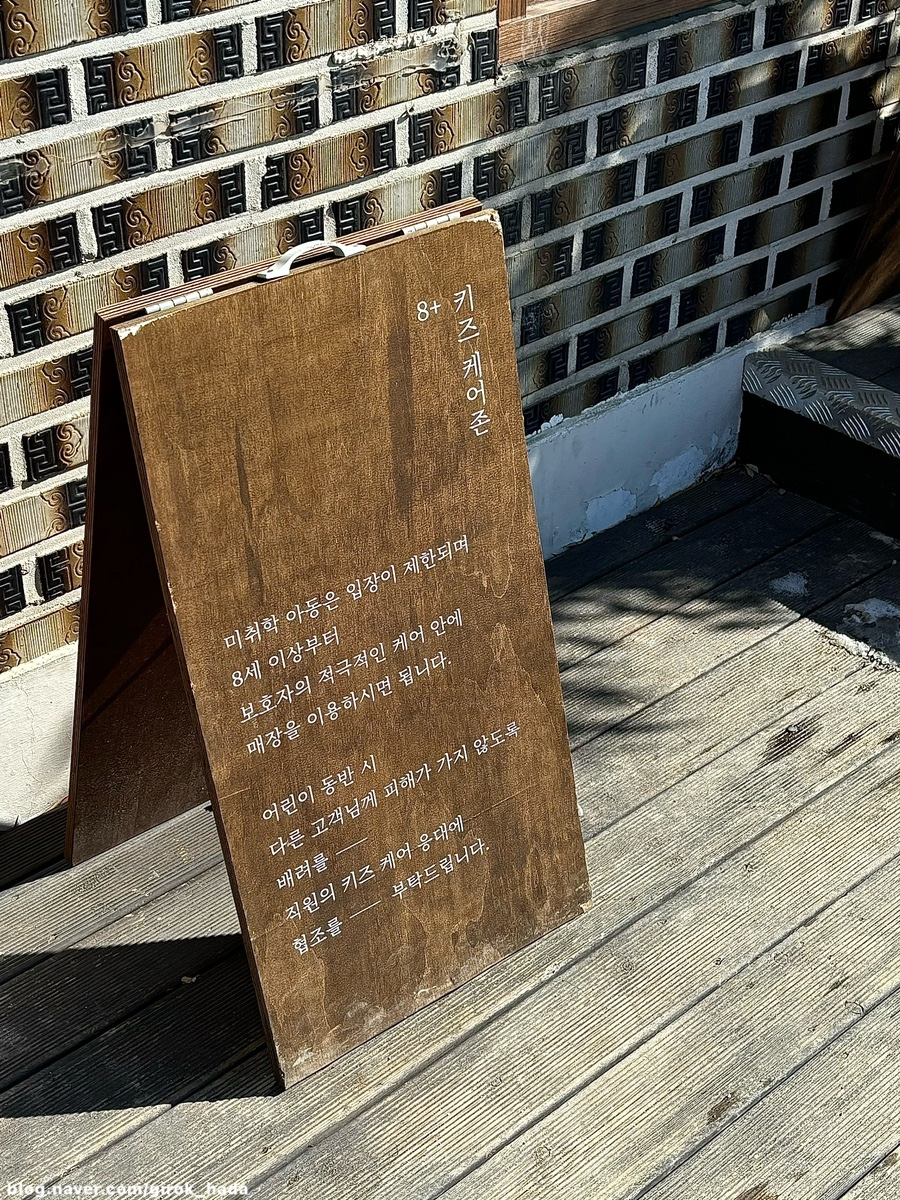 8+ 키즈 케어존
미취학 아동은 입장이 제한되며
8세 이상부터
보호자의 적극적인 케어 안에
매장을 이용하시면 됩니다.
어린이 동반 시
다른 고객님께 피해가 가지 않도록
배려를 ──
직원의 키즈 케어 응대에
협조를 ── 부탁드립니다.
blog.naver.com/girok_hada